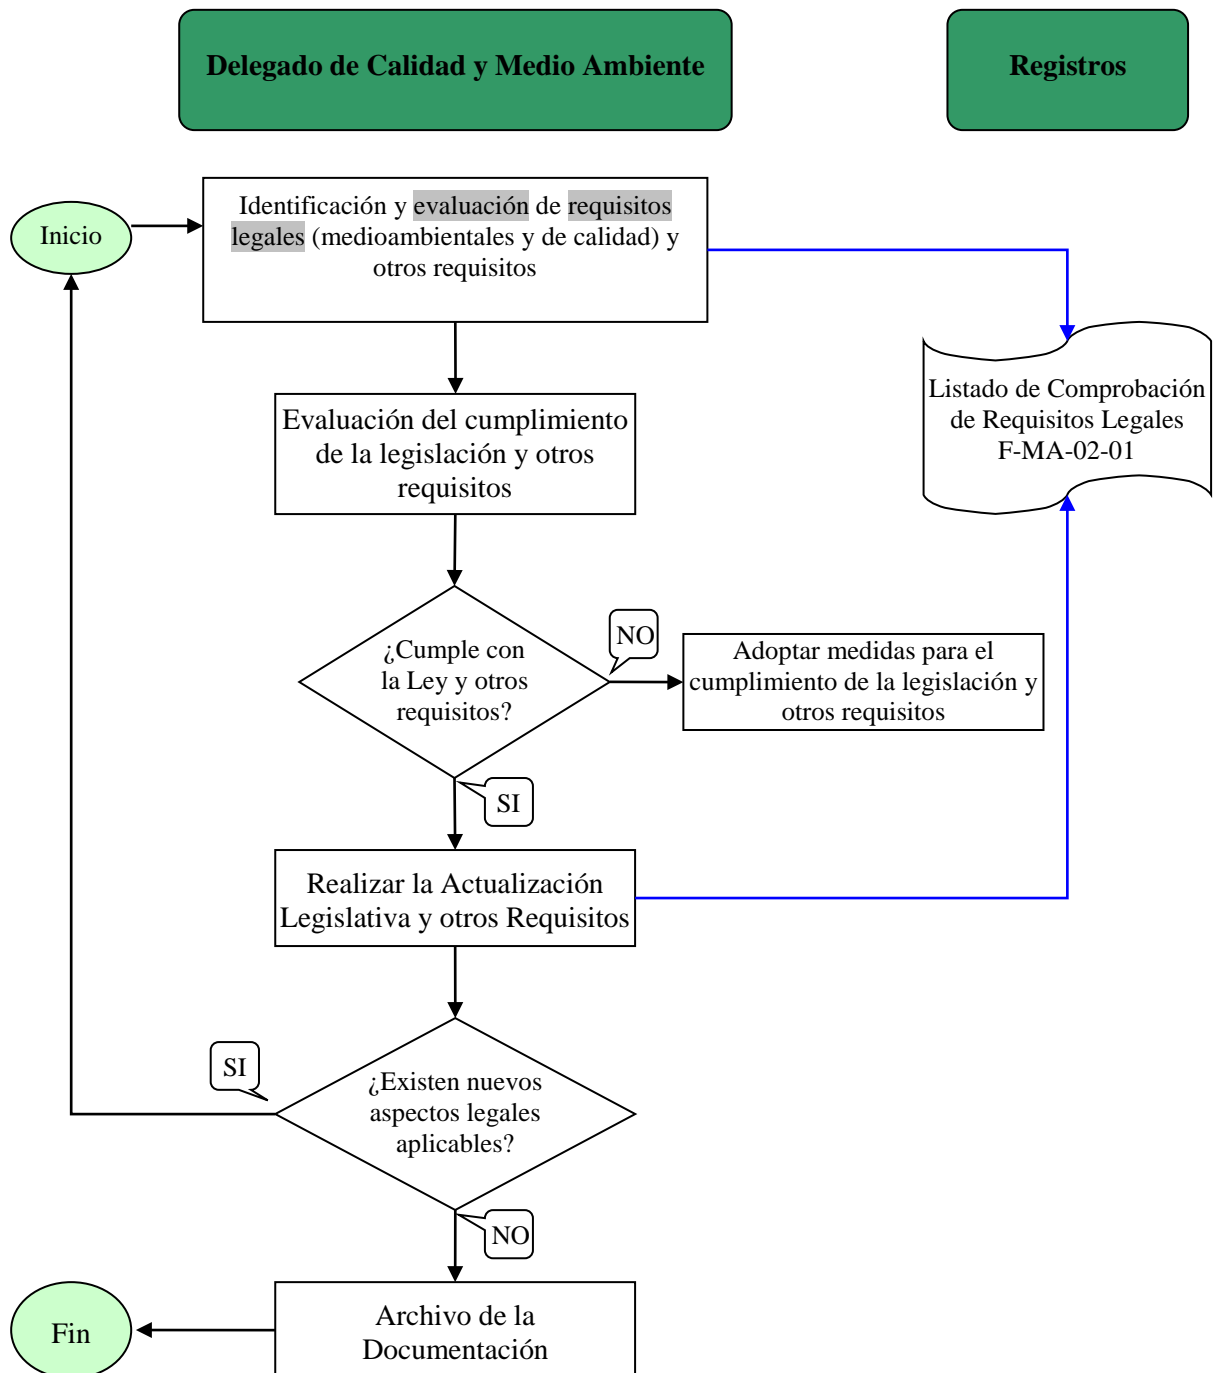 Delegado de Calidad y Medio Ambiente
Registros
Inicio
Identificación y evaluación de requisitos
legales (medioambientales y de calidad) y
otros requisitos
Listado de Comprobación
de Requisitos Legales
F-MA-02-01
Evaluación del cumplimiento
de la legislación y otros
requisitos
¿Cumple con
la Ley y otros
requisitos?
NO
Adoptar medidas para el
cumplimiento de la legislación y
otros requisitos
SI
Realizar la Actualización
Legislativa y otros Requisitos
SI
¿Existen nuevos
aspectos legales
aplicables?
NO
Fin
Archivo de la
Documentación